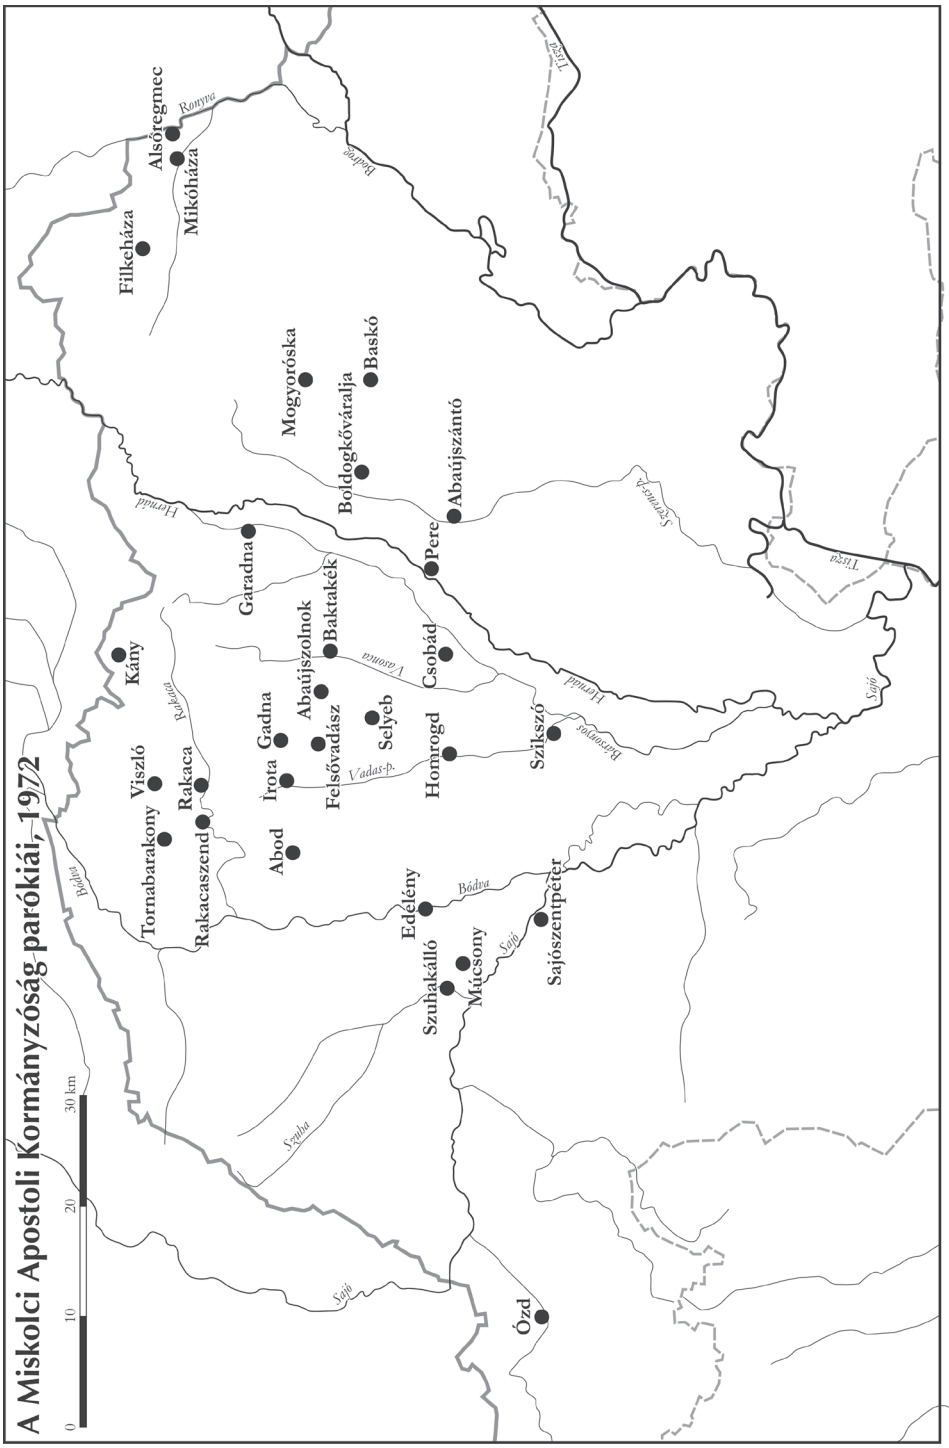 A Miskolci Apostoli Kormányzóság parókiái, 1972
0
10
20
30 km
Alsóregmec
Ronyva
Mikóháza
Filkeháza
Bodrog
Tisza
Mogyoróska
Baskó
Boldogkőváralja
Abaújszántó
Hernád
Garadna
Pere
Szerencs-p.
Tisza
Kány
Baktakék
Abaújszolnok
Vasonca
Csobád
Rakaca
Gadna
Selyeb
Felsővadász
Hernád
Sajó
Viszló
Rakaca
Irota
Vadas-p.
Homrogd
Szikszó
Bársonyos
Tornabarakony
Rakacaszend
Abod
Bódva
Edelény
Bódva
Sajószentpéter
Szuhakálló
Múcsony
Sajó
Szuha
Sajó
Ózd